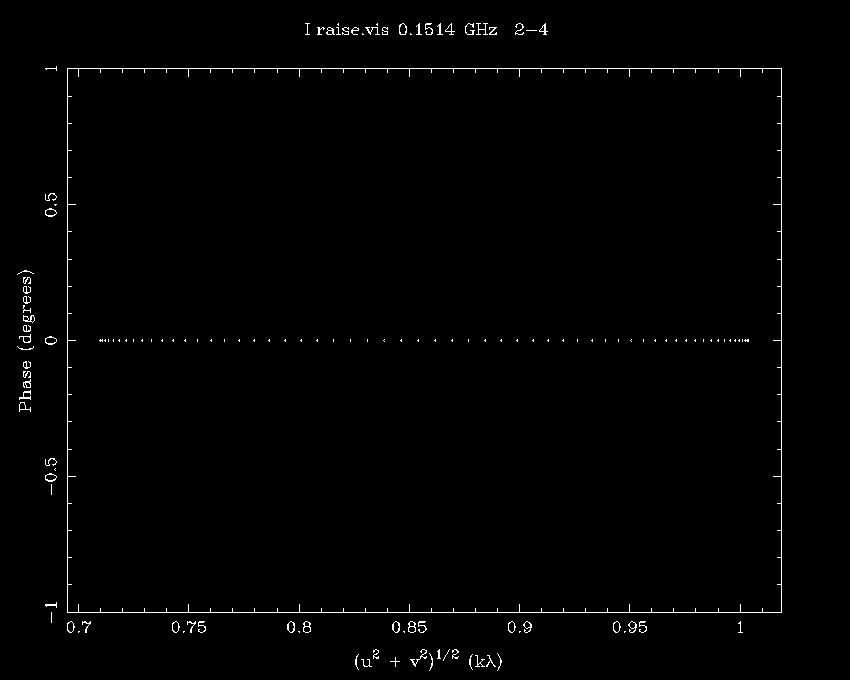 I raise.vis 0.1514 GHz 2−4
1
0.5
0
−0.5
−1
Phase (degrees)
0.7 0.75 0.8 0.85 0.9 0.95 1
(u² + v²)^1/2 (kλ)